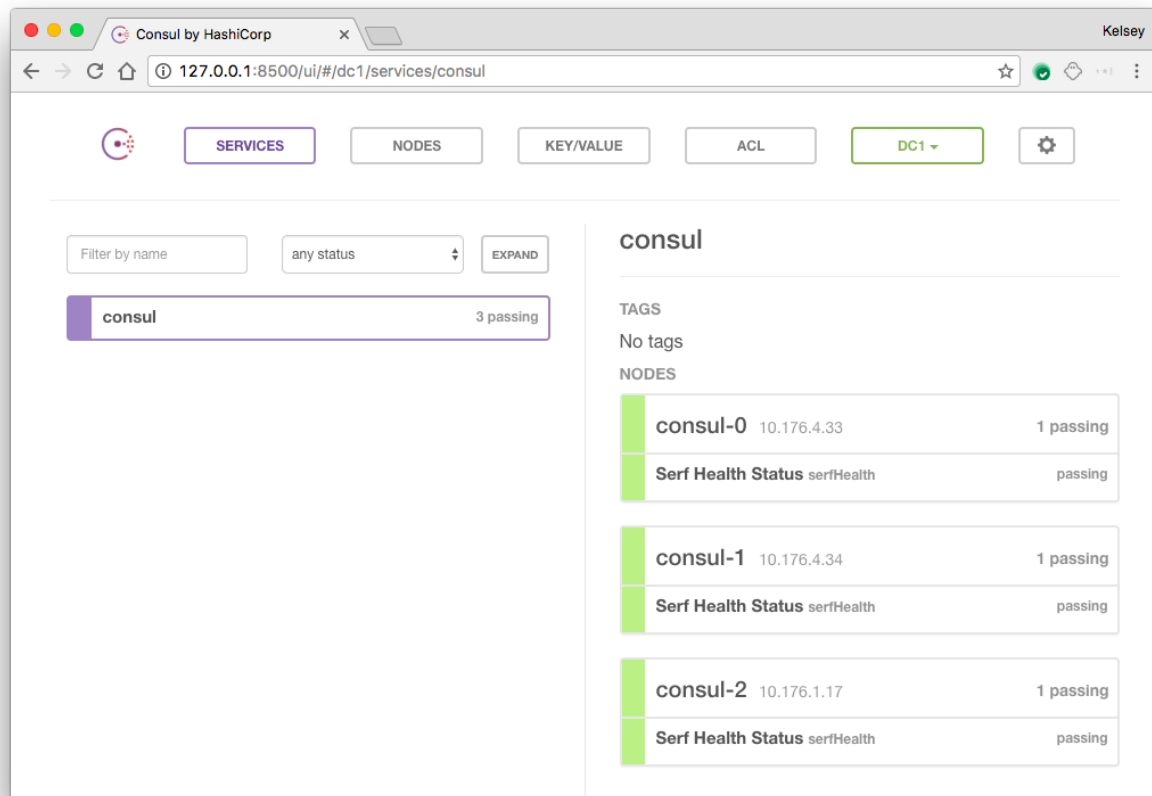 Consul by HashiCorp
Kelsey
127.0.0.1:8500/ui/#/dc1/services/consul
SERVICES NODES KEY/VALUE ACL DC1
Filter by name any status EXPAND
consul 3 passing
consul
TAGS
No tags
NODES
consul-0 10.176.4.33 1 passing
Serf Health Status serfHealth passing
consul-1 10.176.4.34 1 passing
Serf Health Status serfHealth passing
consul-2 10.176.1.17 1 passing
Serf Health Status serfHealth passing